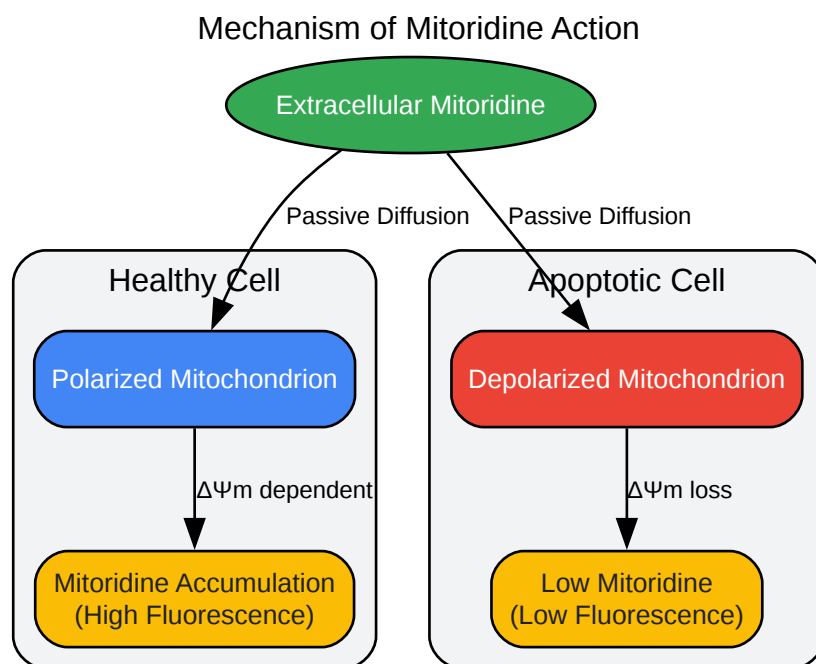 Mechanism of Mitoridine Action
Extracellular Mitoridine
Passive Diffusion
Passive Diffusion
Healthy Cell
Polarized Mitochondrion
ΔΨm dependent
Mitoridine Accumulation
(High Fluorescence)
Apoptotic Cell
Depolarized Mitochondrion
ΔΨm loss
Low Mitoridine
(Low Fluorescence)